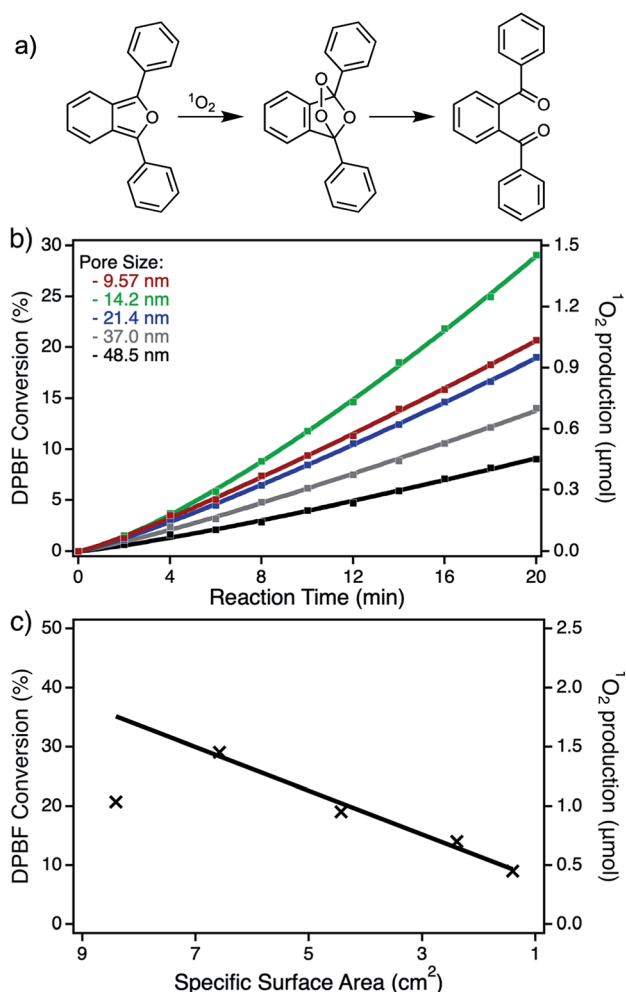 a)
¹O₂
O
O
O
O
O
O
b)
DPBF Conversion (%)
30
25
20
15
10
5
0
Pore Size:
- 9.57 nm
- 14.2 nm
- 21.4 nm
- 37.0 nm
- 48.5 nm
1.5
1.2
0.9
0.6
0.3
0.0
¹O₂ production (µmol)
0 4 8 12 16 20
Reaction Time (min)
c)
DPBF Conversion (%)
50
40
30
20
10
0
2.5
2.0
1.5
1.0
0.5
0.0
¹O₂ production (µmol)
9 7 5 3 1
Specific Surface Area (cm²)